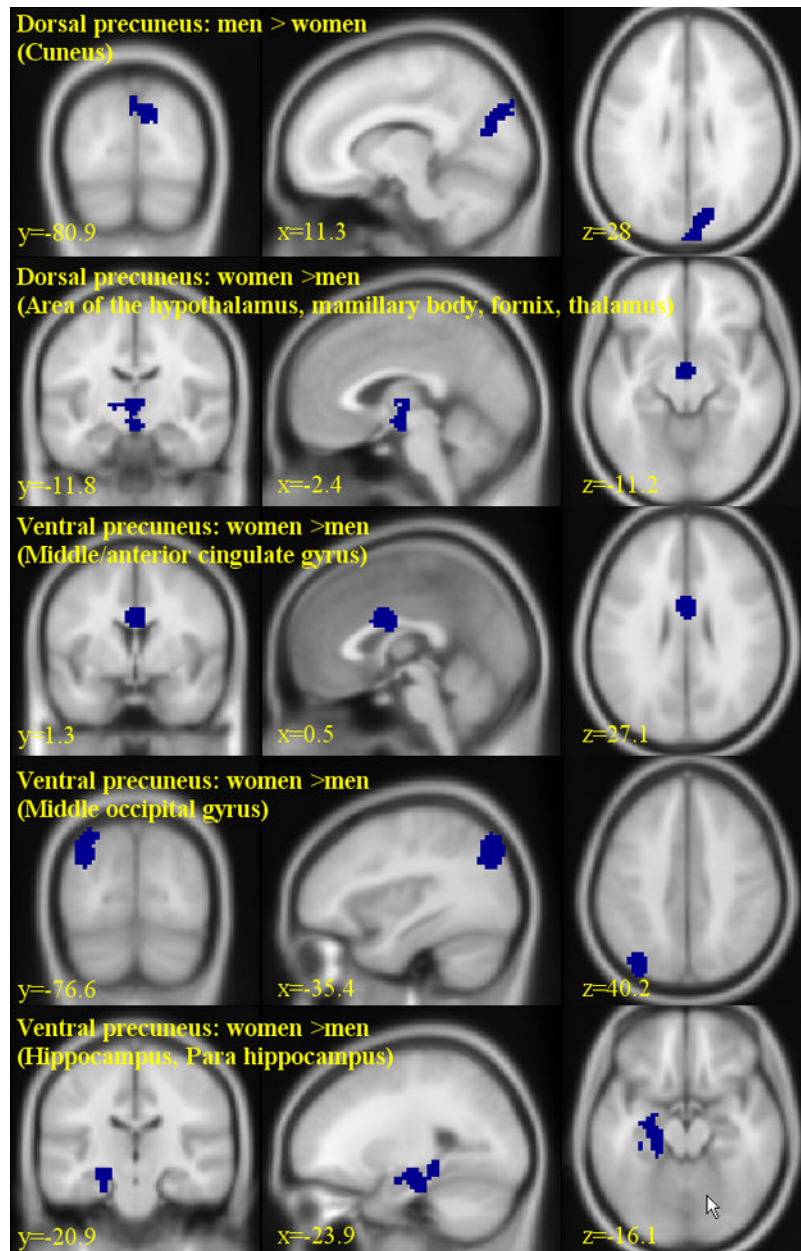 Dorsal precuneus: men > women
(Cuneus)
y=-80.9
x=11.3
z=28
Dorsal precuneus: women >men
(Area of the hypothalamus, mamillary body, fornix, thalamus)
y=-11.8
x=-2.4
z=-11.2
Ventral precuneus: women >men
(Middle/anterior cingulate gyrus)
y=1.3
x=0.5
z=27.1
Ventral precuneus: women >men
(Middle occipital gyrus)
y=-76.6
x=-35.4
z=40.2
Ventral precuneus: women >men
(Hippocampus, Para hippocampus)
y=-20.9
x=-23.9
z=-16.1